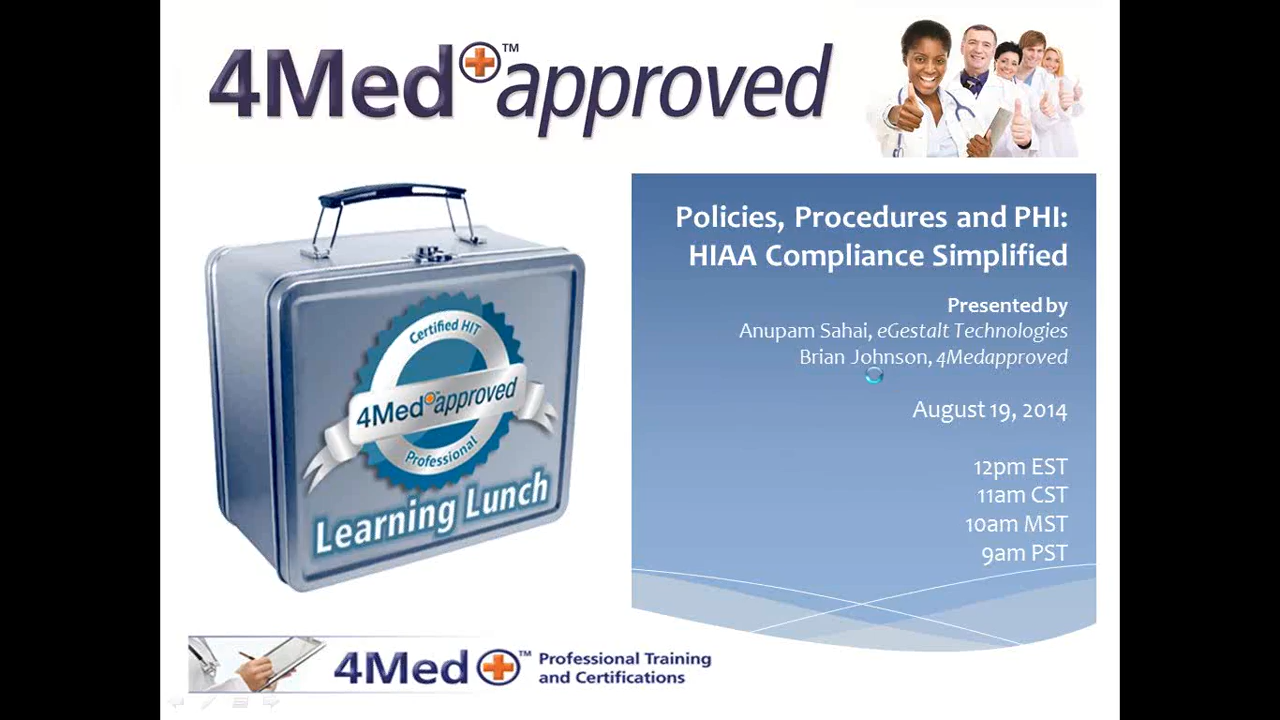 4Med+™approved
Policies, Procedures and PHI:
HIAA Compliance Simplified
Presented by
Anupam Sahai, eGestalt Technologies
Brian Johnson, 4Medapproved
August 19, 2014
12pm EST
11am CST
10am MST
9am PST
Certified HIT
4Med+approved
Professional
Learning Lunch
4Med+™
Professional Training
and Certifications